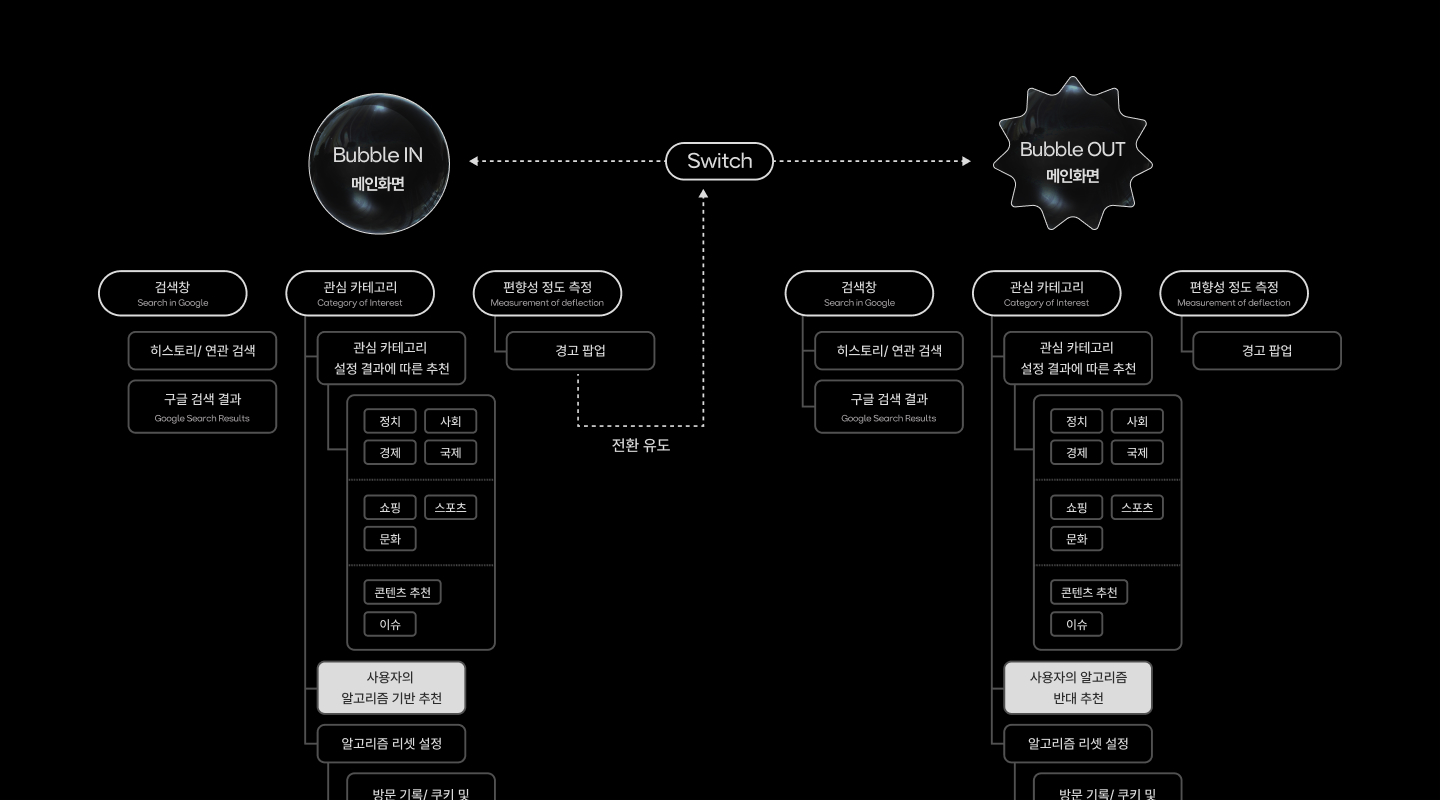 Bubble IN
메인화면
Switch
Bubble OUT
메인화면
검색창
Search in Google
관심 카테고리
Category of Interest
편향성 정도 측정
Measurement of deflection
히스토리/ 연관 검색
구글 검색 결과
Google Search Results
관심 카테고리
설정 결과에 따른 추천
경고 팝업
전환 유도
정치
사회
경제
국제
쇼핑
스포츠
문화
콘텐츠 추천
이슈
사용자의
알고리즘 기반 추천
알고리즘 리셋 설정
방문 기록/ 쿠키 및
검색창
Search in Google
관심 카테고리
Category of Interest
편향성 정도 측정
Measurement of deflection
히스토리/ 연관 검색
구글 검색 결과
Google Search Results
관심 카테고리
설정 결과에 따른 추천
경고 팝업
정치
사회
경제
국제
쇼핑
스포츠
문화
콘텐츠 추천
이슈
사용자의 알고리즘
반대 추천
알고리즘 리셋 설정
방문 기록/ 쿠키 및